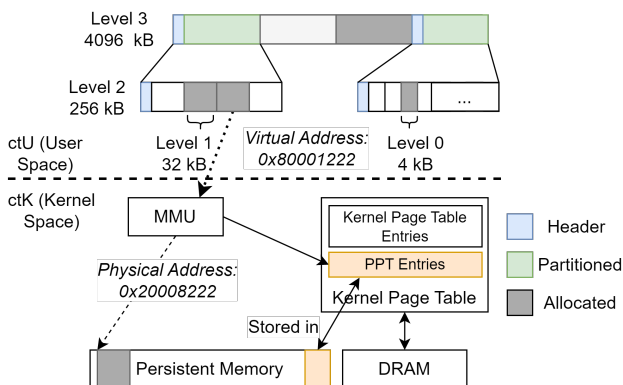 Level 3
4096 kB
Level 2
256 kB
...
ctU (User
Space)
Level 1
32 kB
Virtual Address:
0x80001222
Level 0
4 kB
ctK (Kernel
Space)
MMU
Kernel Page Table
Entries
PPT Entries
Kernel Page Table
Header
Partitioned
Allocated
Physical Address:
0x20008222
Stored in
Persistent Memory
DRAM